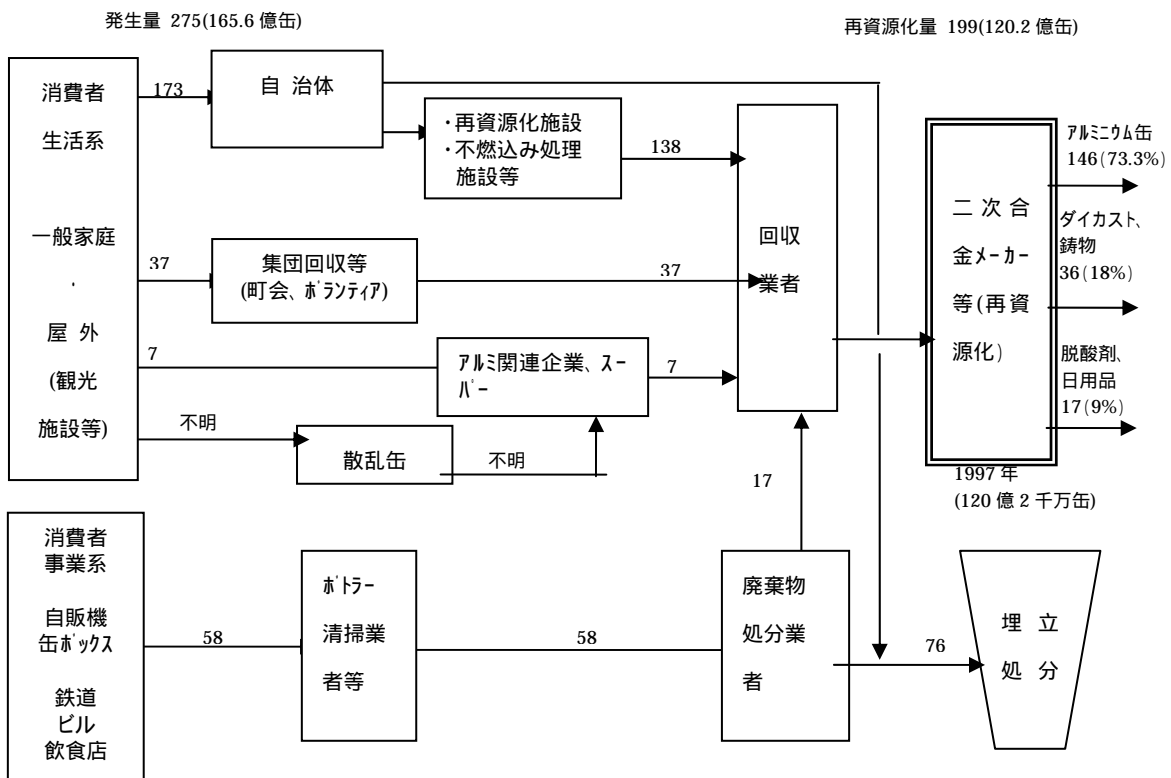 発生量 275(165.6 億缶)
再資源化量 199(120.2 億缶)
消費者
生活系
一般家庭
・
屋 外
(観光
施設等)
173
自 治体
・再資源化施設
・不燃込み処理
施設等
138
37
集団回収等
(町会、ﾎﾞﾗﾝﾃｨｱ)
37
7
ｱﾙﾐ関連企業、ｽｰ
ﾊﾟｰ
7
不明
散乱缶
不明
回収
業者
二 次 合
金ﾒｰｶｰ
等(再資
源化)
ｱﾙﾐﾆｳﾑ缶
146(73.3%)
ダイカスト、
鋳物
36(18%)
脱酸剤、
日用品
17(9%)
1997 年
(120 億 2 千万缶)
17
消費者
事業系
自販機
缶ﾎﾞｯｸｽ
鉄道
ビル
飲食店
58
ﾎﾞﾄﾗｰ
清掃業
者等
58
廃棄物
処分業
者
76
埋 立
処 分